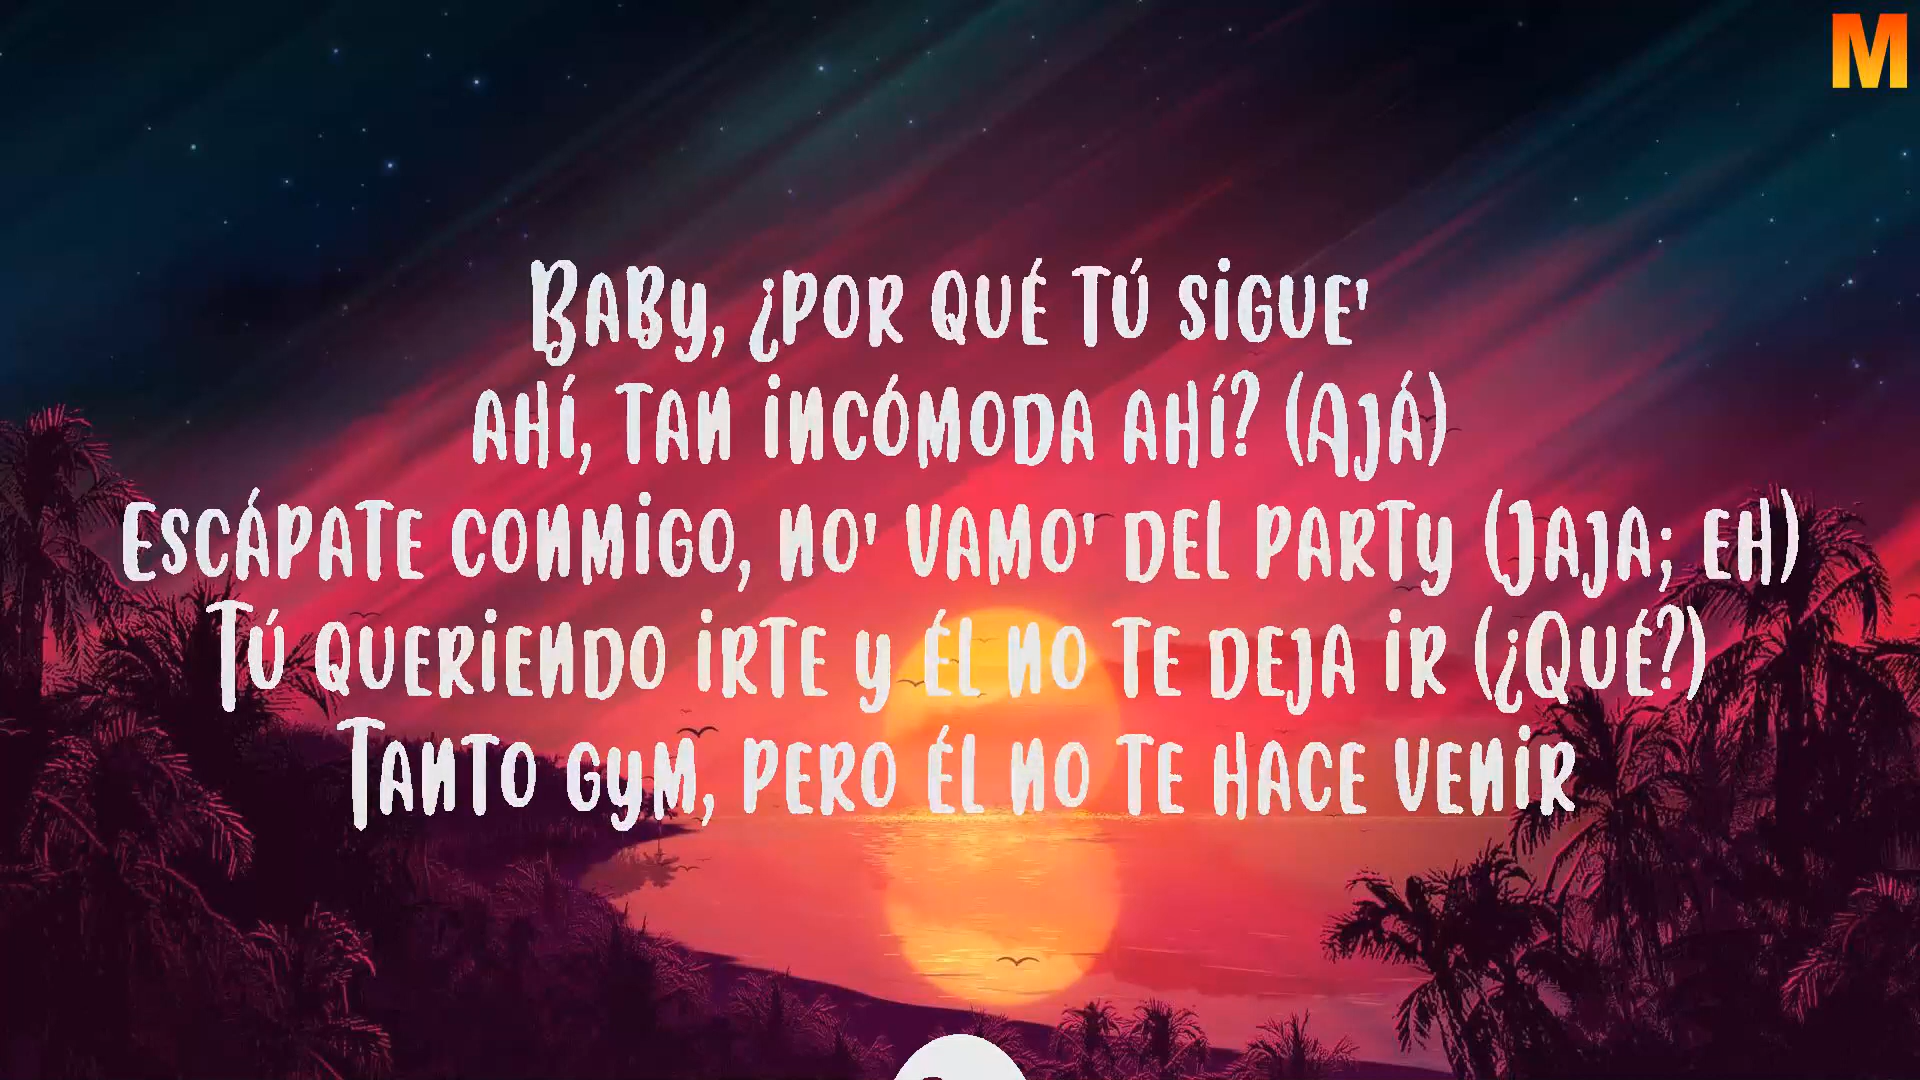 M
Baby, ¿por qué tú sigue'
ahí, tan incómoda ahí? (Ajá)
Escápate conmigo, no' vamo' del party (Jaja; eh)
Tú queriendo irte y él no te deja ir (¿Qué?)
Tanto gym, pero él no te hace venir